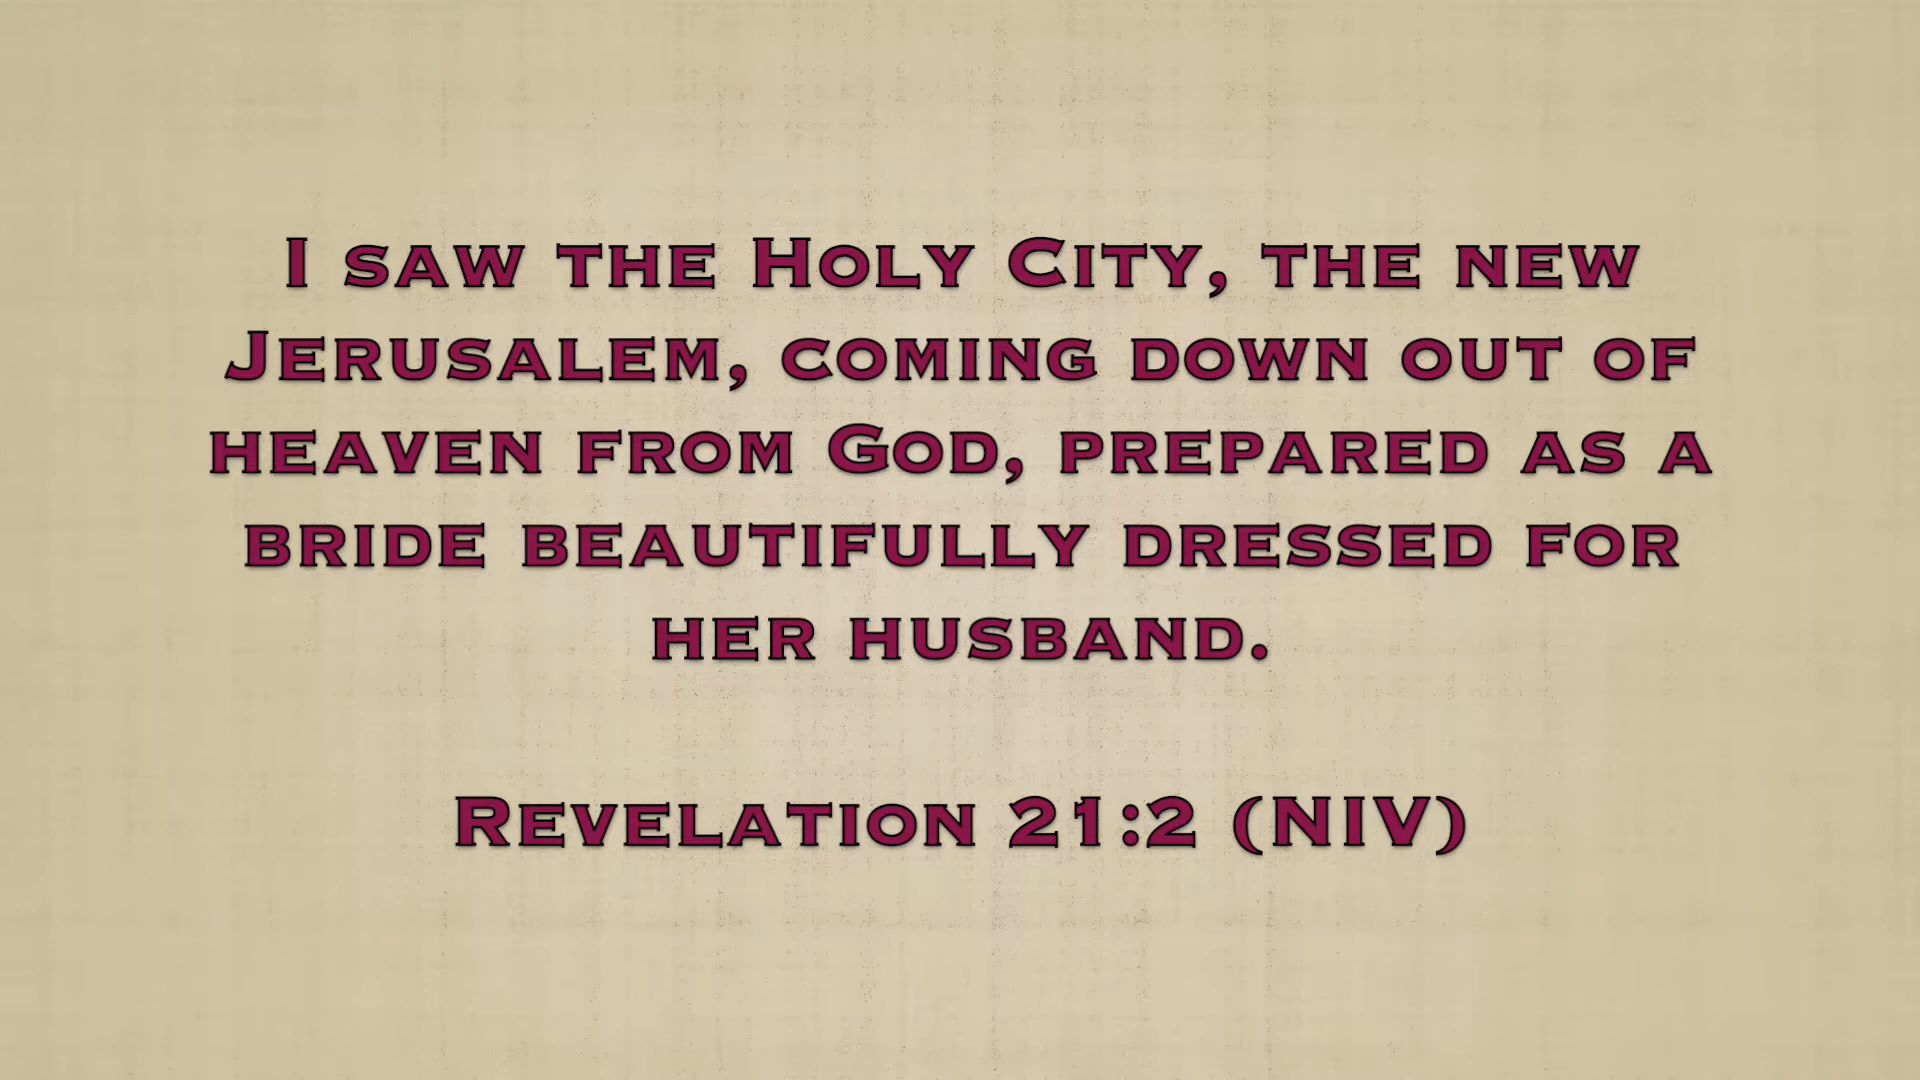 I saw the Holy City, the new
Jerusalem, coming down out of
heaven from God, prepared as a
bride beautifully dressed for
her husband.
Revelation 21:2 (NIV)